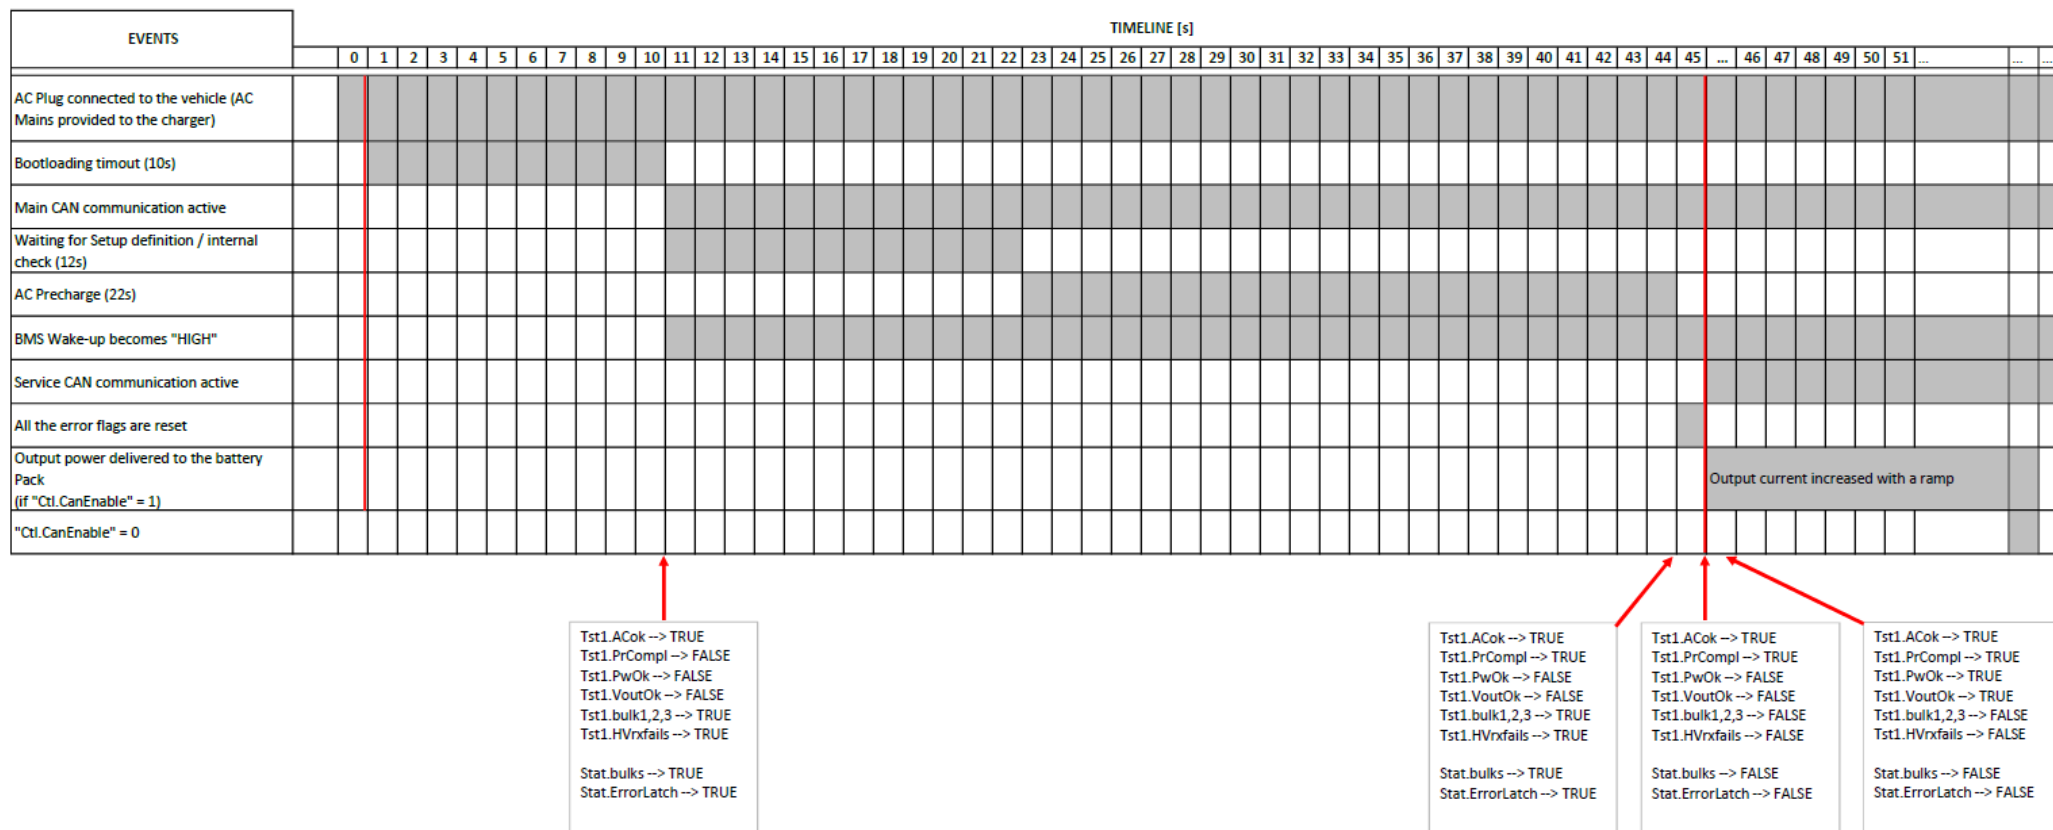 EVENTS
TIMELINE [s]
0 1 2 3 4 5 6 7 8 9 10 11 12 13 14 15 16 17 18 19 20 21 22 23 24 25 26 27 28 29 30 31 32 33 34 35 36 37 38 39 40 41 42 43 44 45 ... 46 47 48 49 50 51 ... ... ...
AC Plug connected to the vehicle (AC
Mains provided to the charger)
Bootloading timout (10s)
Main CAN communication active
Waiting for Setup definition / internal
check (12s)
AC Precharge (22s)
BMS Wake-up becomes "HIGH"
Service CAN communication active
All the error flags are reset
Output power delivered to the battery
Pack
(if "Ctl.CanEnable" = 1)
Output current increased with a ramp
"Ctl.CanEnable" = 0
Tst1.ACok --> TRUE
Tst1.PrCompl --> FALSE
Tst1.PwOk --> FALSE
Tst1.VoutOk --> FALSE
Tst1.bulk1,2,3 --> TRUE
Tst1.HVrxfails --> TRUE
Stat.bulks --> TRUE
Stat.ErrorLatch --> TRUE
Tst1.ACok --> TRUE
Tst1.PrCompl --> TRUE
Tst1.PwOk --> FALSE
Tst1.VoutOk --> FALSE
Tst1.bulk1,2,3 --> TRUE
Tst1.HVrxfails --> TRUE
Stat.bulks --> TRUE
Stat.ErrorLatch --> TRUE
Tst1.ACok --> TRUE
Tst1.PrCompl --> TRUE
Tst1.PwOk --> FALSE
Tst1.VoutOk --> FALSE
Tst1.bulk1,2,3 --> FALSE
Tst1.HVrxfails --> FALSE
Stat.bulks --> FALSE
Stat.ErrorLatch --> FALSE
Tst1.ACok --> TRUE
Tst1.PrCompl --> TRUE
Tst1.PwOk --> TRUE
Tst1.VoutOk --> TRUE
Tst1.bulk1,2,3 --> FALSE
Tst1.HVrxfails --> FALSE
Stat.bulks --> FALSE
Stat.ErrorLatch --> FALSE